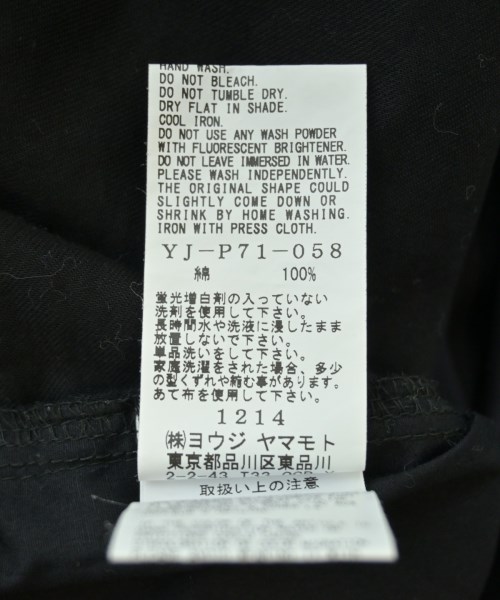 HAND WASH.
DO NOT BLEACH.
DO NOT TUMBLE DRY.
DRY FLAT IN SHADE.
COOL IRON.
DO NOT USE ANY WASH POWDER
WITH FLUORESCENT BRIGHTENER.
DO NOT LEAVE IMMERSED IN WATER.
PLEASE WASH INDEPENDENTLY.
THE ORIGINAL SHAPE COULD
SLIGHTLY COME DOWN OR
SHRINK BY HOME WASHING.
IRON WITH PRESS CLOTH.
YJ-P71-058
綿 100%
蛍光増白剤の入っていない
洗剤を使用して下さい。
長時間水や洗液に浸したまま
放置しないで下さい。
単品洗いをして下さい。
家庭洗濯をされた場合、多少
の型くずれや縮む事があります。
あて布を使用して下さい。
1214
㈱ヨウジ ヤマモト
東京都品川区東品川
2-2-43
取扱い上の注意